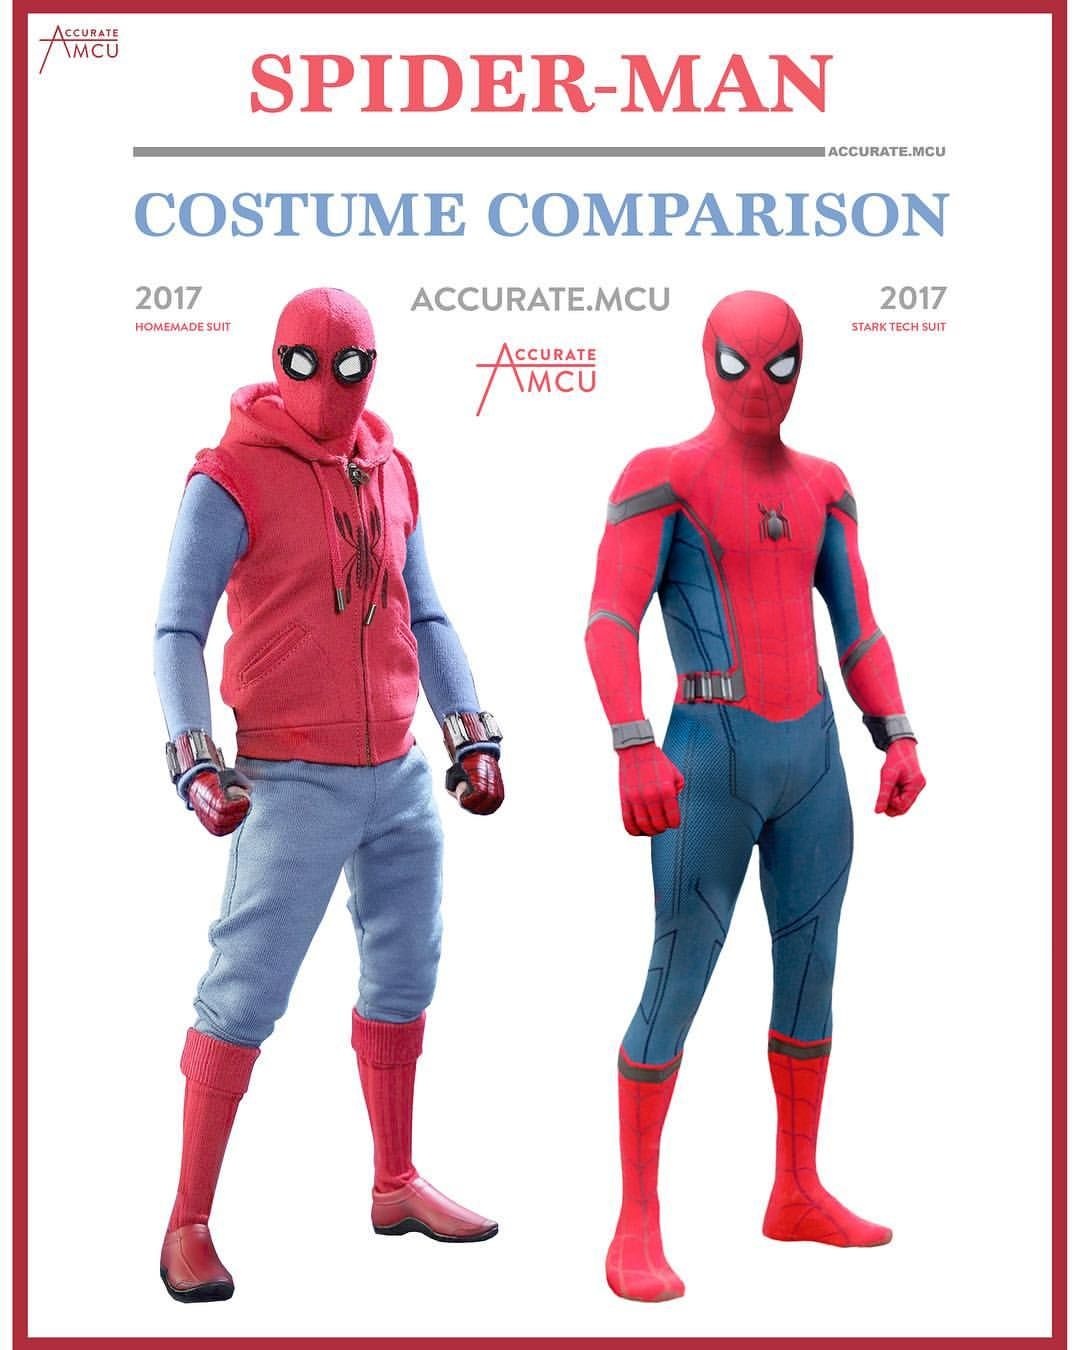 ACCURATE
MCU
SPIDER-MAN
ACCURATE.MCU
COSTUME COMPARISON
2017
HOMEMADE SUIT
ACCURATE.MCU
2017
STARK TECH SUIT
ACCURATE
MCU